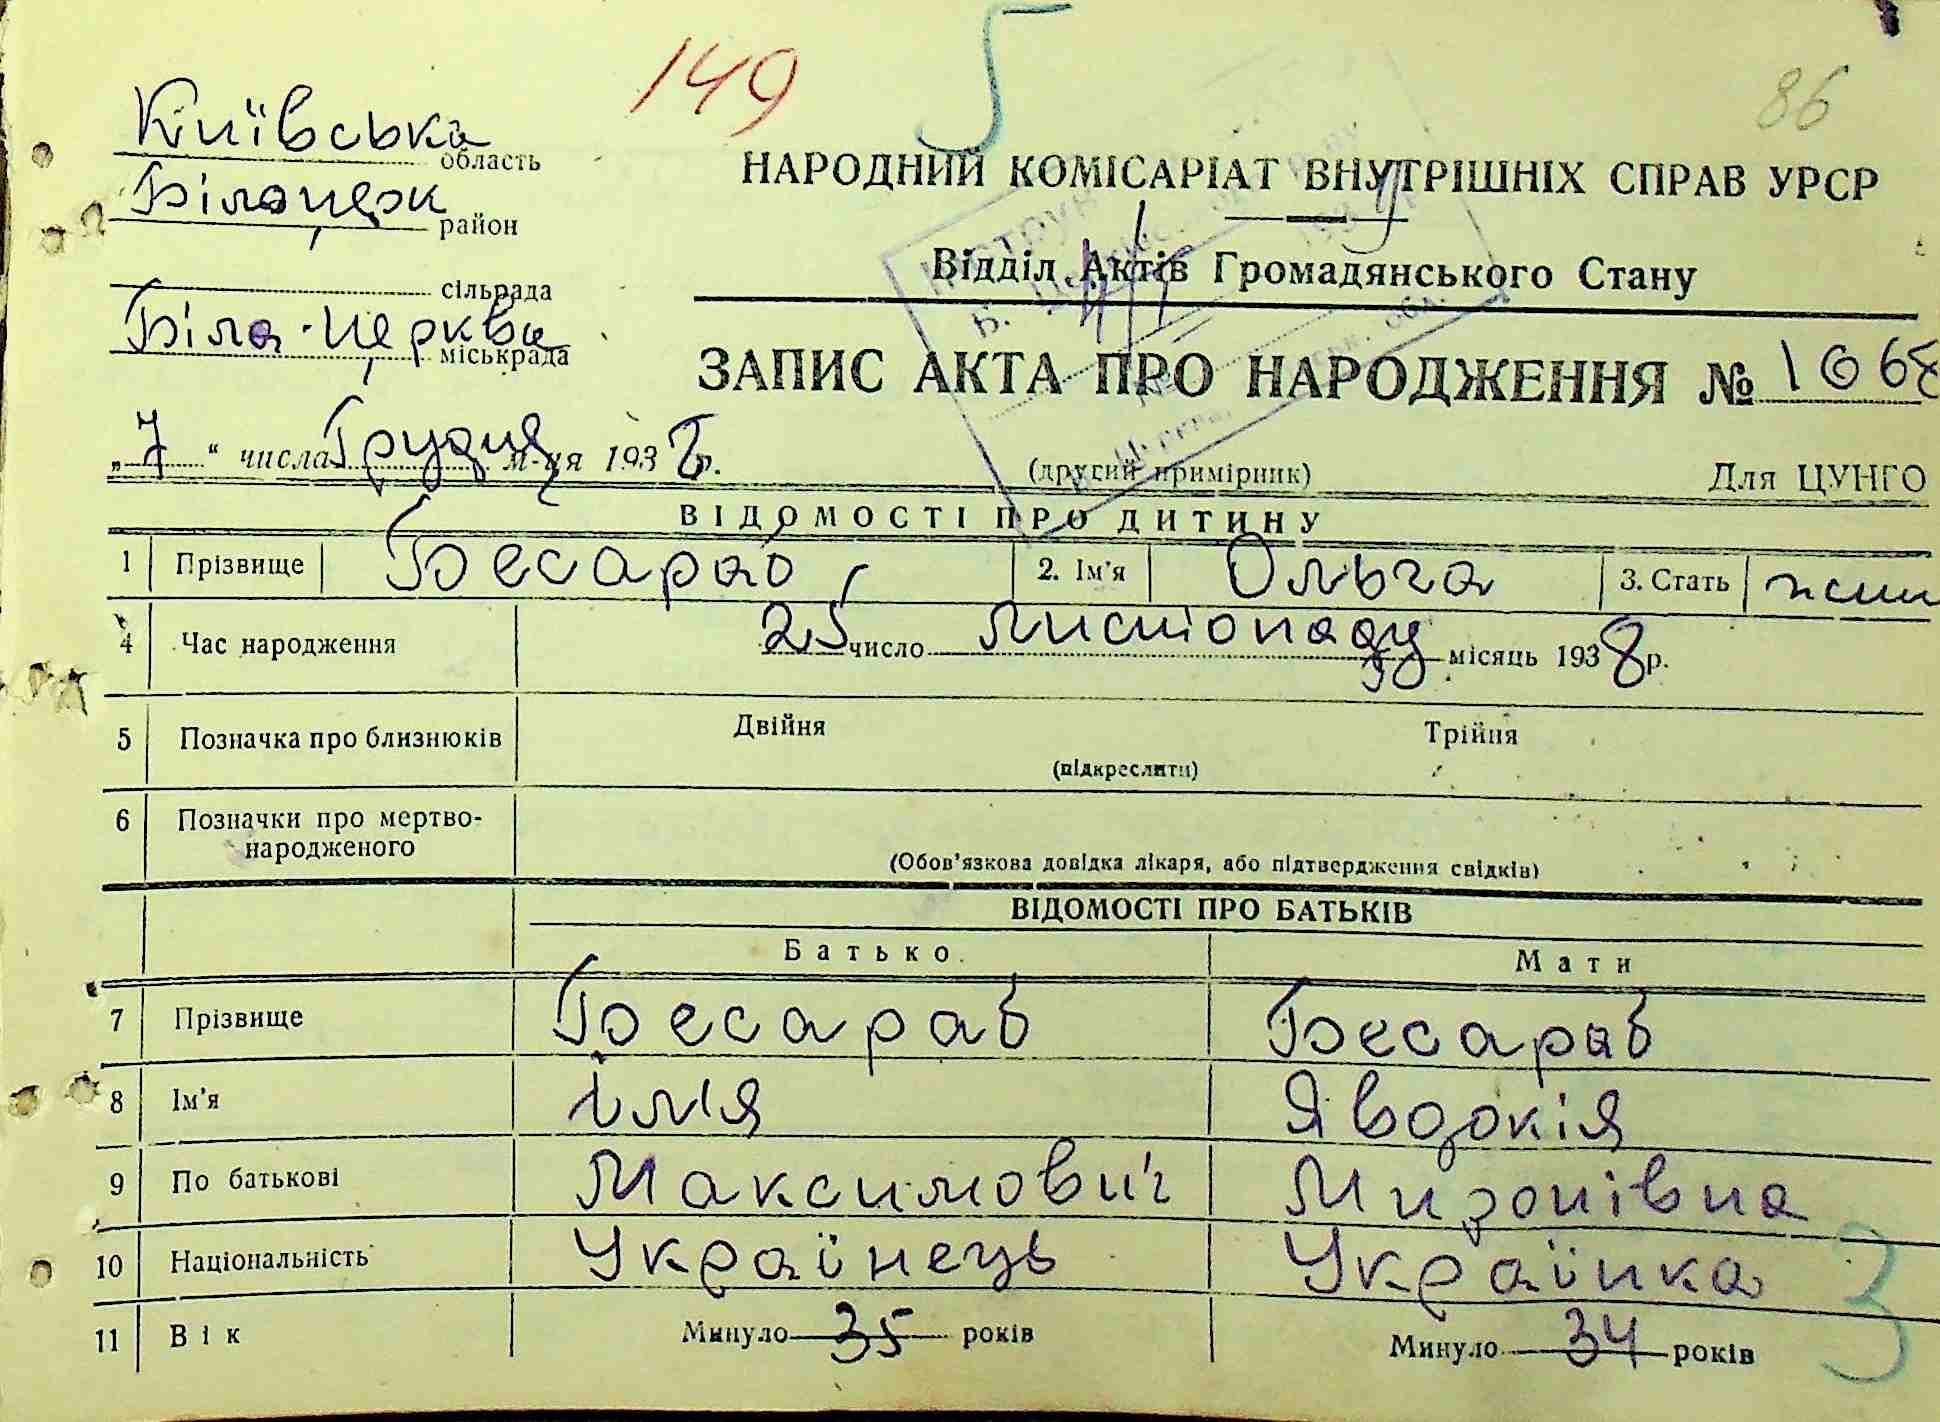 149 5 86
Київська область
Білоцерк район
сільрада
Біла-Церква міськрада
НАРОДНИЙ КОМІСАРІАТ ВНУТРІШНІХ СПРАВ УРСР
Відділ Актів Громадянського Стану
ЗАПИС АКТА ПРО НАРОДЖЕННЯ № 1668
„7“ числа Грудня м-ця 1938 р.
(другий примірник) Для ЦУНГО
ВІДОМОСТІ ПРО ДИТИНУ
1 Прізвище Бесараб 2. Ім'я Ольга 3. Стать жін
4 Час народження 25 число Листопаду місяць 1938 р.
5 Позначка про близнюків Двійня Трійня
(підкреслити)
6 Позначки про мертво-
народженого
(Обов'язкова довідка лікаря, або підтвердження свідків)
ВІДОМОСТІ ПРО БАТЬКІВ
Батько Мати
7 Прізвище Бесараб Бесараб
8 Ім'я Ілія Явдокія
9 По батькові Максимович Миронівна
10 Національність Українець Українка
11 Вік Минуло 35 років Минуло 34 років
3